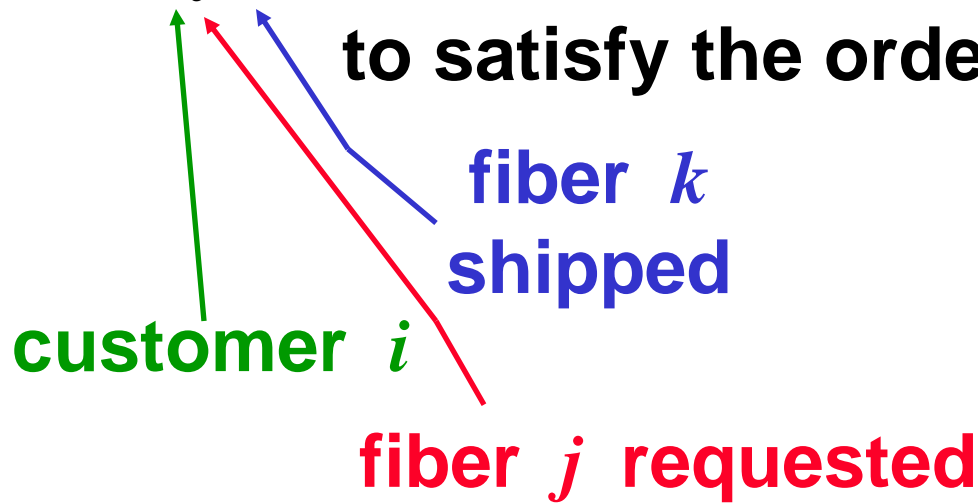 to satisfy the orde
fiber k
shipped
customer i
fiber j requested